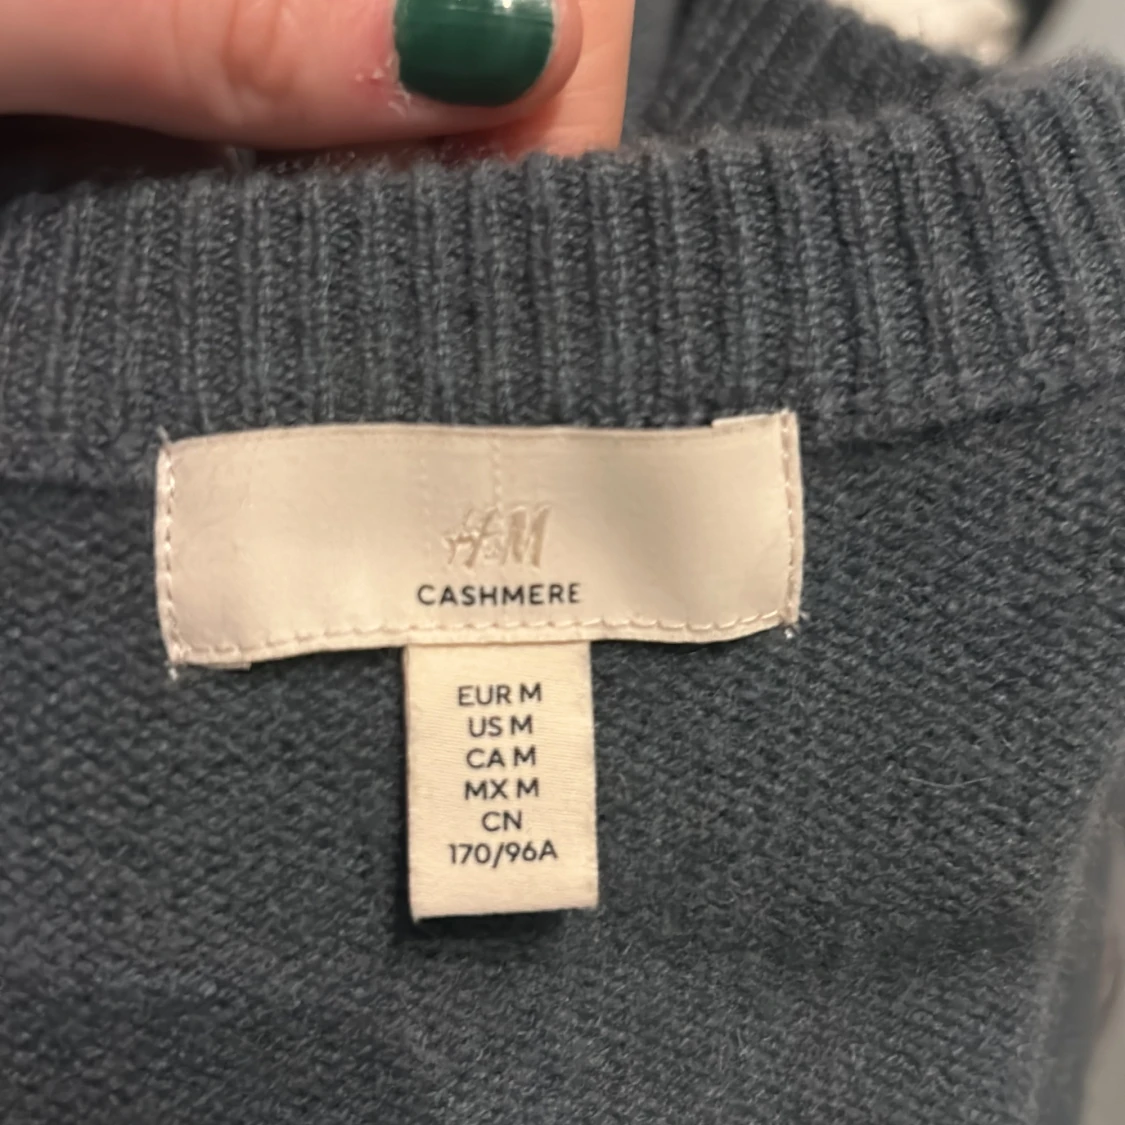 H&M
CASHMERE
EUR M
US M
CA M
MX M
CN
170/96A